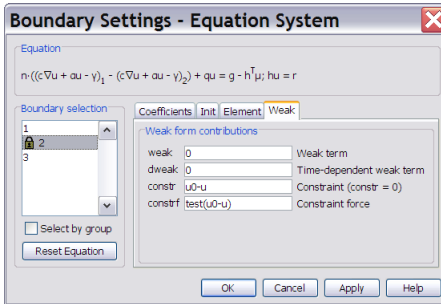 Boundary Settings - Equation System
Equation
n·((c∇u + αu - γ)₁ - (c∇u + αu - γ)₂) + qu = g - hᵀμ; hu = r
Boundary selection
1
2
3
Select by group
Reset Equation
Coefficients Init Element Weak
Weak form contributions
weak 0 Weak term
dweak 0 Time-dependent weak term
constr u0-u Constraint (constr = 0)
constrf test(u0-u) Constraint force
OK Cancel Apply Help